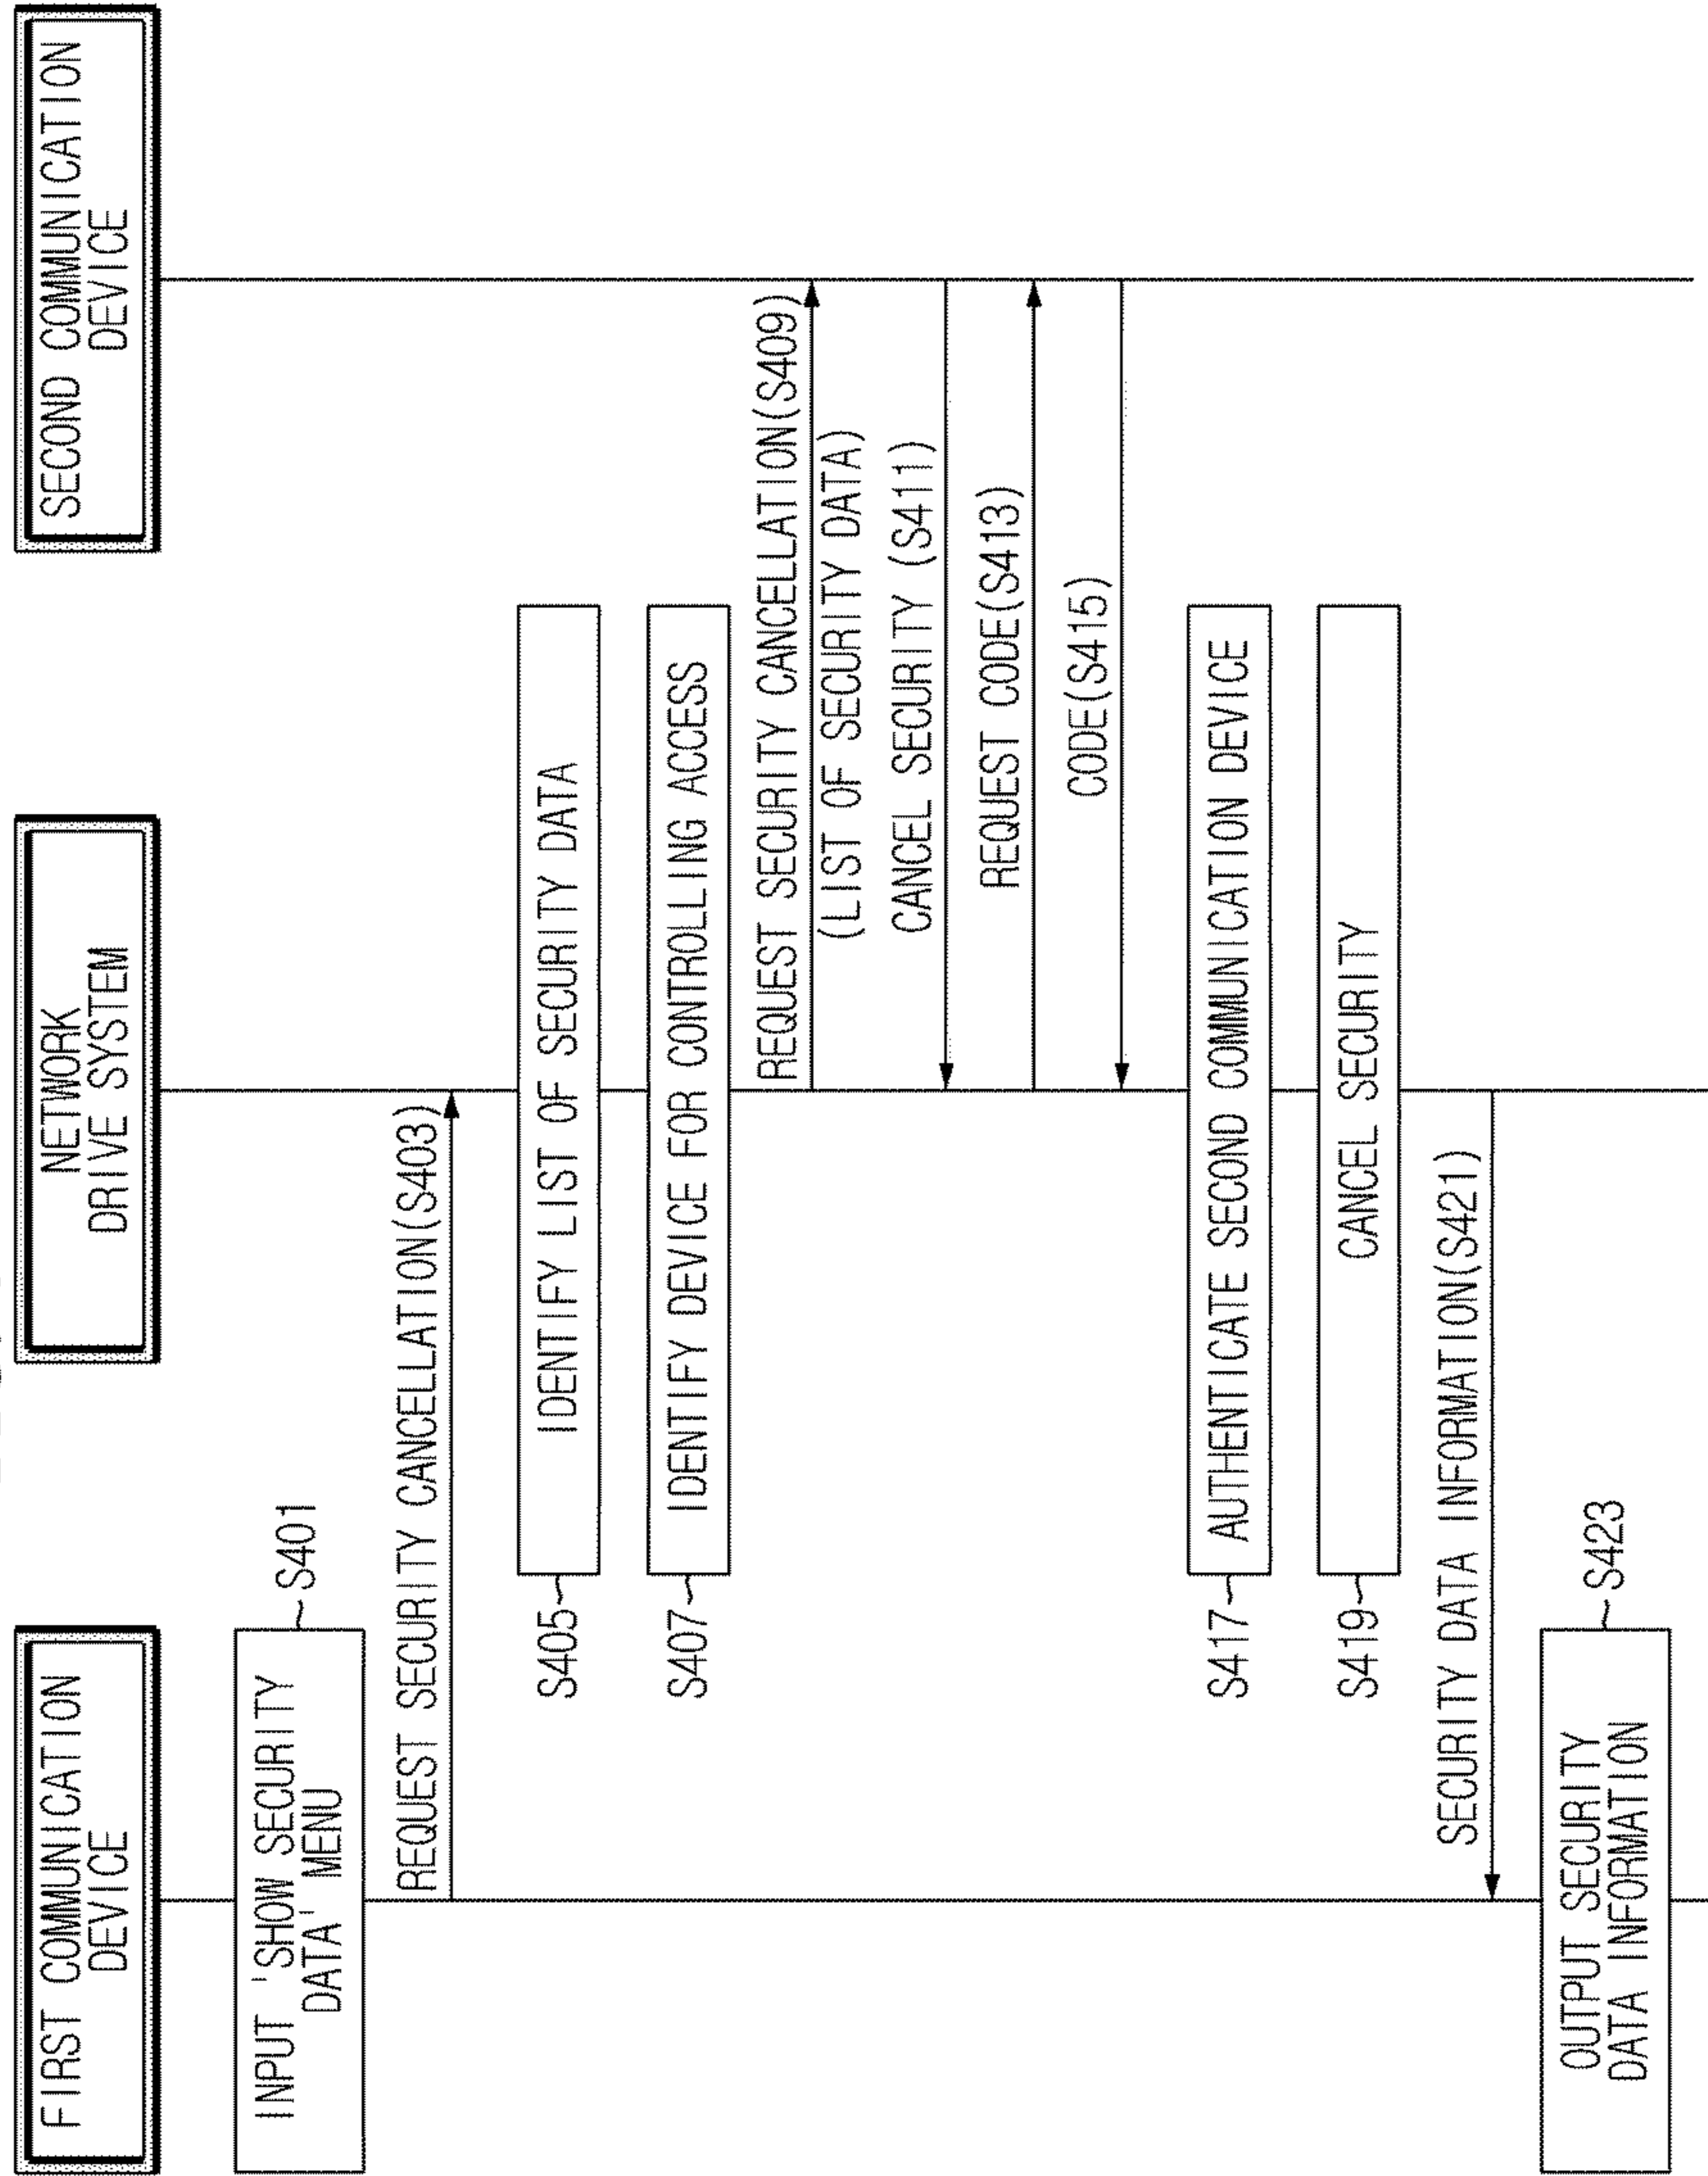 FIRST COMMUNICATION
DEVICE
NETWORK
DRIVE SYSTEM
SECOND COMMUNICATION
DEVICE
INPUT 'SHOW SECURITY
DATA' MENU
S401
REQUEST SECURITY CANCELLATION(S403)
S405
IDENTIFY LIST OF SECURITY DATA
S407
IDENTIFY DEVICE FOR CONTROLLING ACCESS
REQUEST SECURITY CANCELLATION(S409)
(LIST OF SECURITY DATA)
CANCEL SECURITY (S411)
REQUEST CODE(S413)
CODE(S415)
S417
AUTHENTICATE SECOND COMMUNICATION DEVICE
S419
CANCEL SECURITY
SECURITY DATA INFORMATION(S421)
OUTPUT SECURITY
DATA INFORMATION
S423